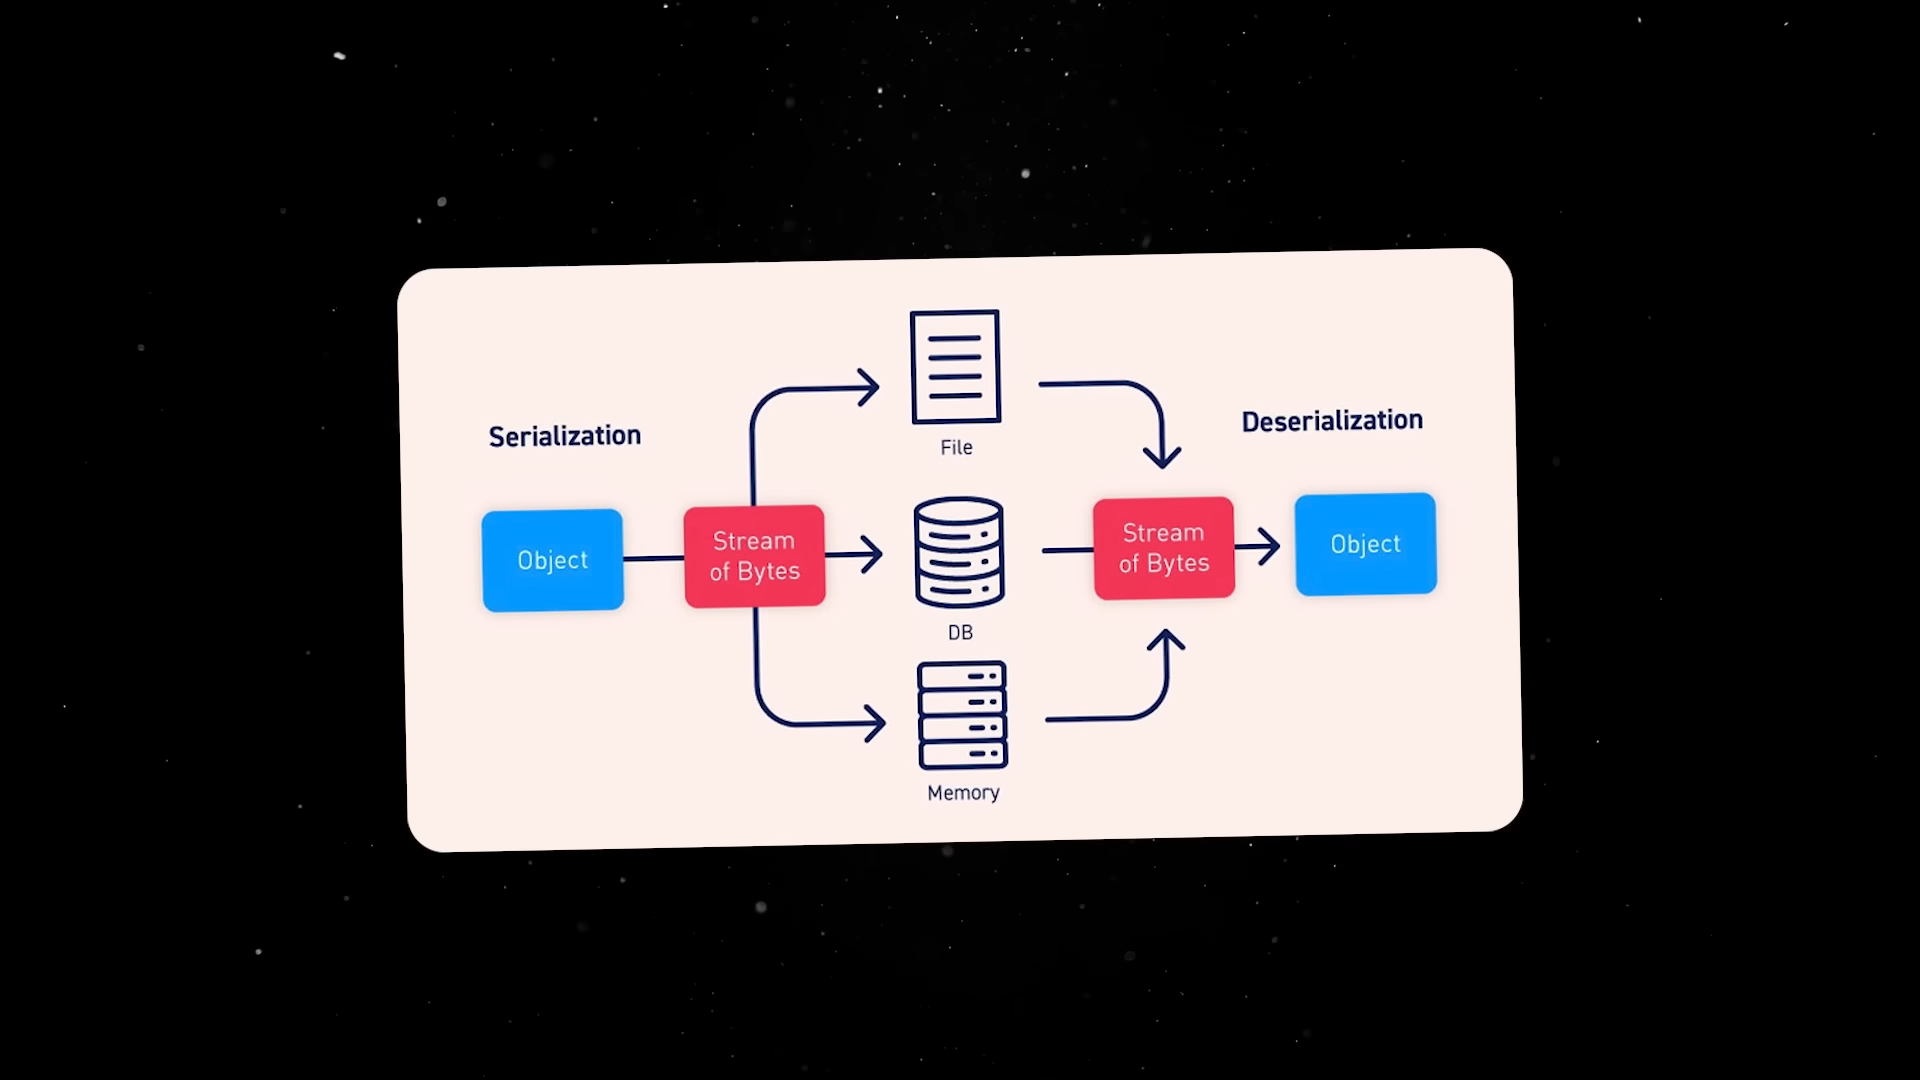 Serialization
Object
Stream
of Bytes
File
DB
Memory
Deserialization
Stream
of Bytes
Object